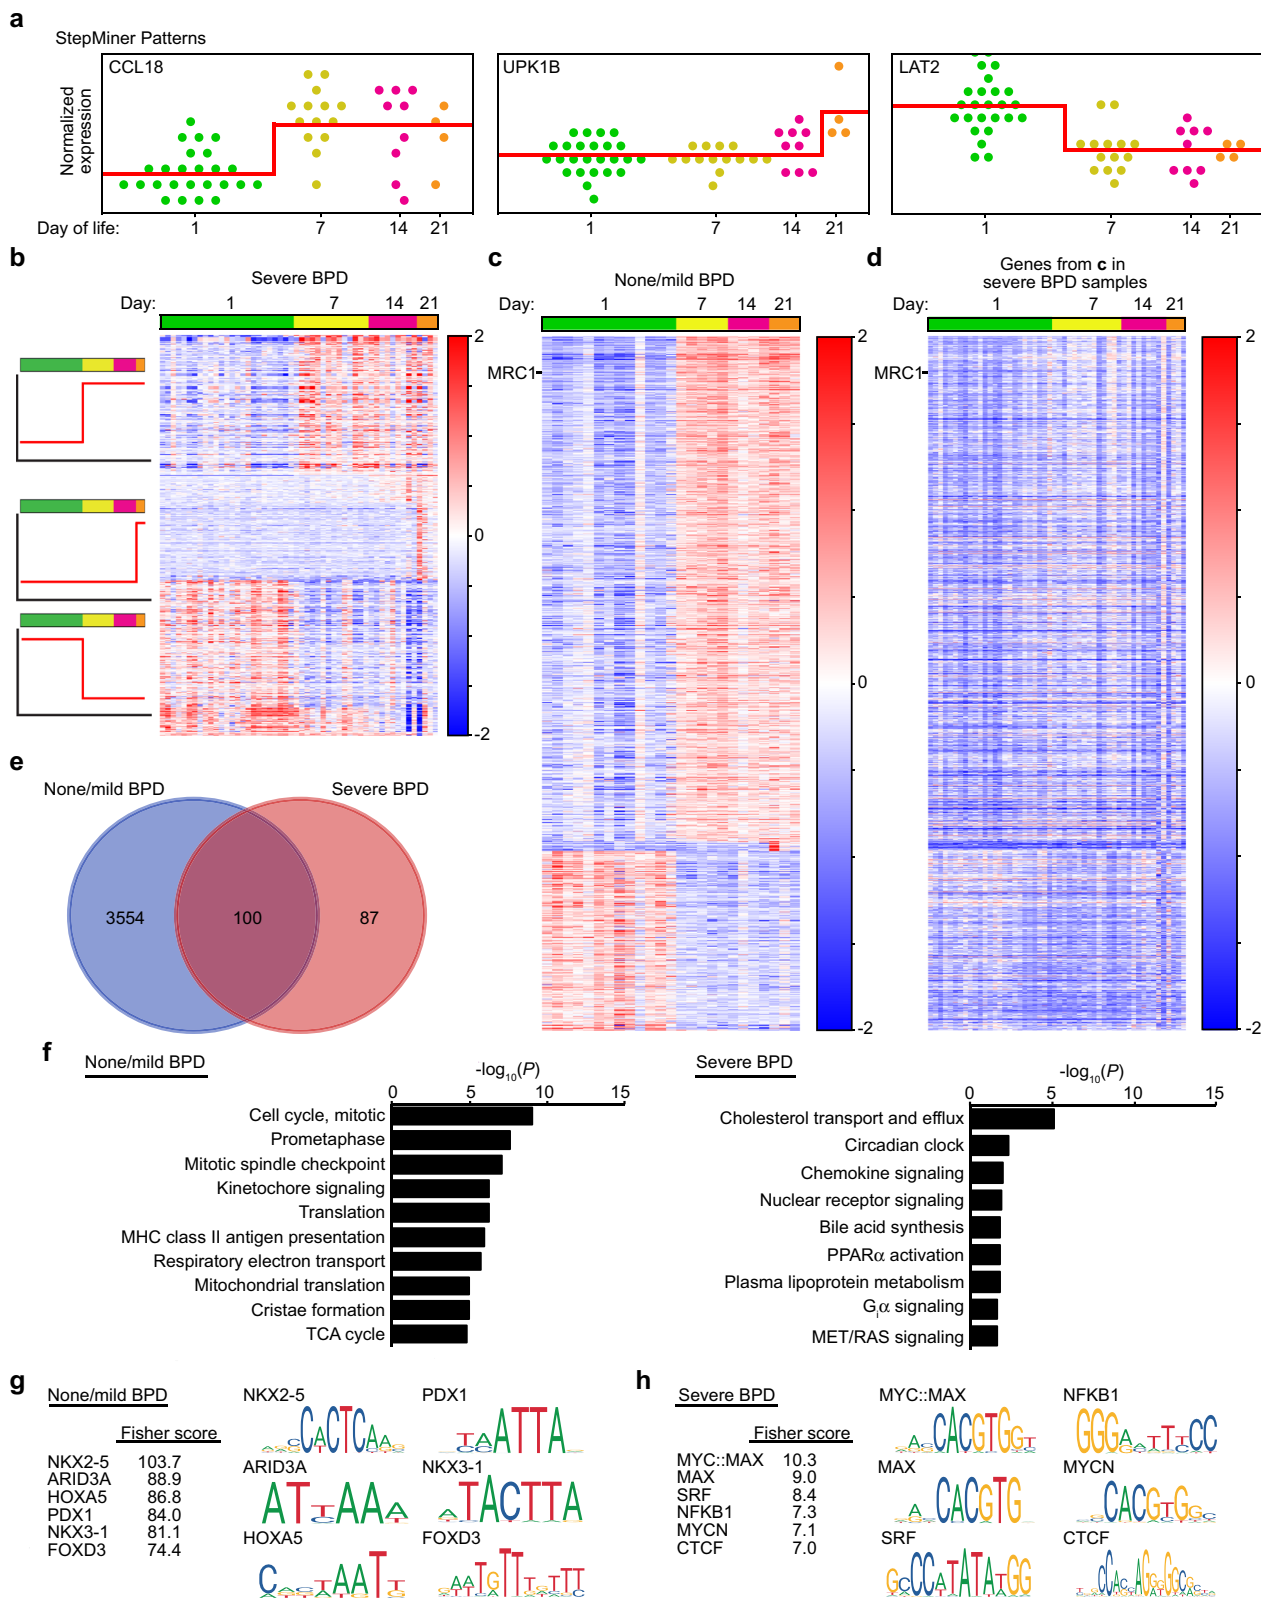 a
StepMiner Patterns
CCL18
UPK1B
LAT2
Normalized
expression
Day of life:
1 7 14 21
1 7 14 21
1 7 14 21
b
Severe BPD
Day: 1 7 14 21
2
0
-2
c
None/mild BPD
Day: 1 7 14 21
MRC1
2
0
-2
d
Genes from c in
severe BPD samples
Day: 1 7 14 21
MRC1
2
0
-2
e
None/mild BPD
Severe BPD
3554
100
87
f
None/mild BPD
-log10(P)
0 5 10 15
Cell cycle, mitotic
Prometaphase
Mitotic spindle checkpoint
Kinetochore signaling
Translation
MHC class II antigen presentation
Respiratory electron transport
Mitochondrial translation
Cristae formation
TCA cycle
Severe BPD
-log10(P)
0 5 10 15
Cholesterol transport and efflux
Circadian clock
Chemokine signaling
Nuclear receptor signaling
Bile acid synthesis
PPARα activation
Plasma lipoprotein metabolism
Giα signaling
MET/RAS signaling
g
None/mild BPD
Fisher score
NKX2-5 103.7
ARID3A 88.9
HOXA5 86.8
PDX1 84.0
NKX3-1 81.1
FOXD3 74.4
NKX2-5
PDX1
ARID3A
NKX3-1
HOXA5
FOXD3
h
Severe BPD
Fisher score
MYC::MAX 10.3
MAX 9.0
SRF 8.4
NFKB1 7.3
MYCN 7.1
CTCF 7.0
MYC::MAX
NFKB1
MAX
MYCN
SRF
CTCF